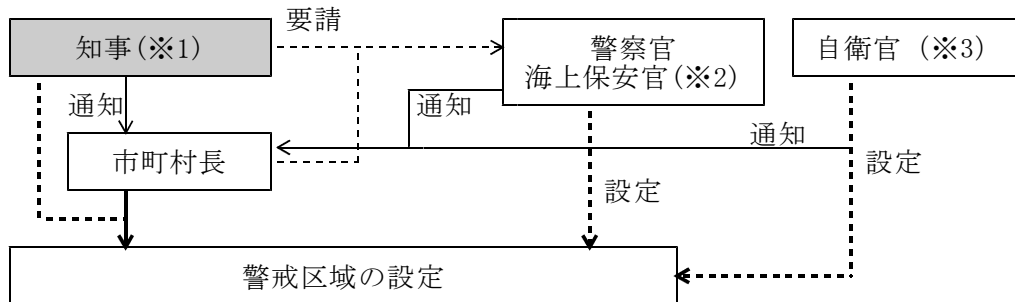 要請
知事(※1)
警察官
海上保安官(※2)
自衛官 (※3)
通知
通知
通知
市町村長
設定
設定
警戒区域の設定